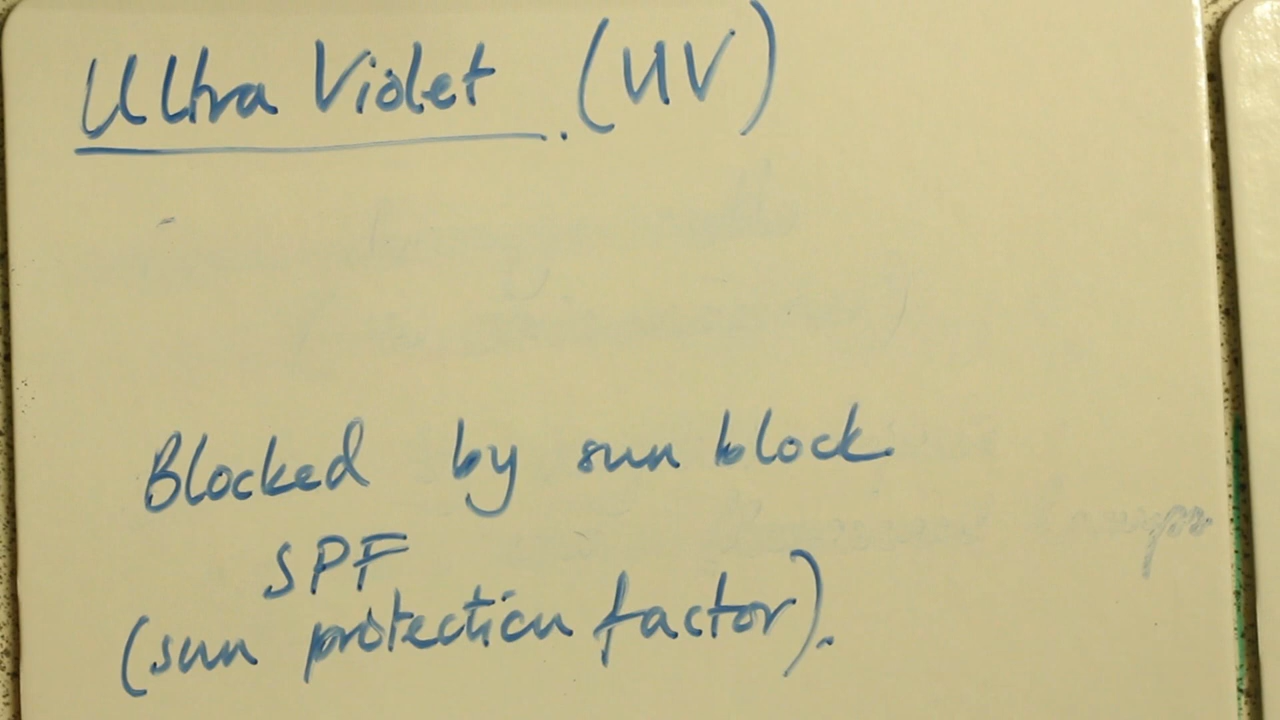 Ultra Violet . (UV)
Blocked by sun block.
SPF
(sun protection factor).